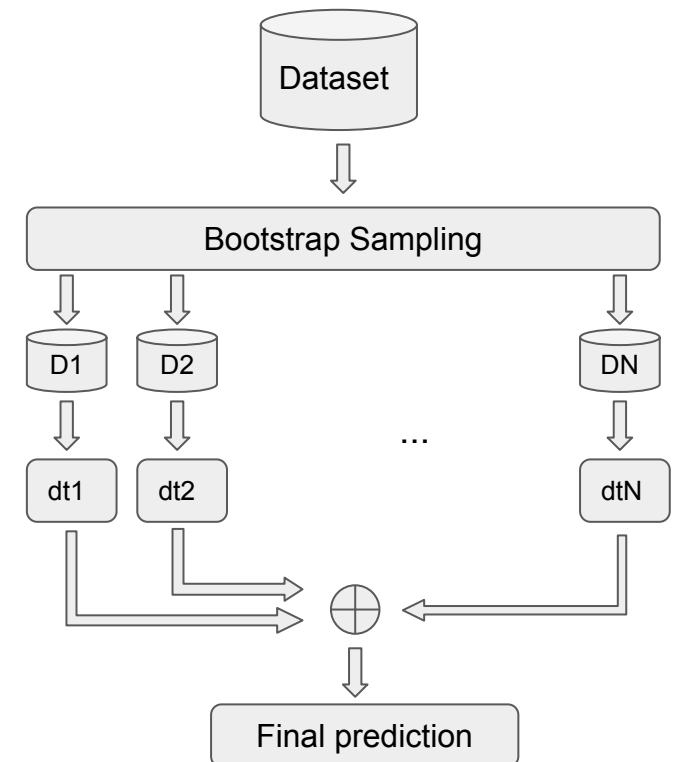 Dataset
Bootstrap Sampling
D1 D2 DN
...
dt1 dt2 dtN
Final prediction